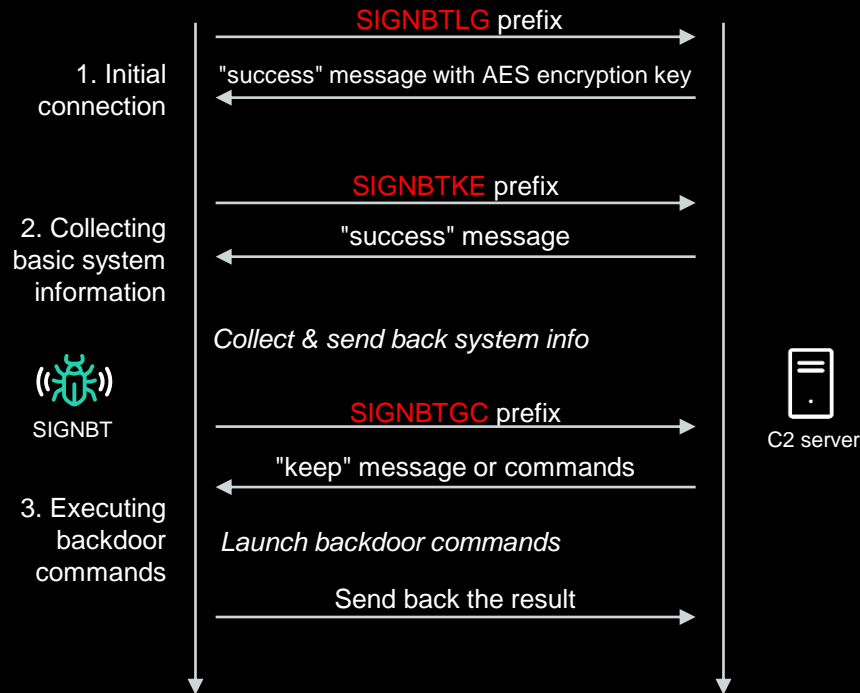 SIGNBTLG prefix
1. Initial
connection
"success" message with AES encryption key
SIGNBTKE prefix
2. Collecting
basic system
information
"success" message
Collect & send back system info
SIGNBT
SIGNBTGC prefix
C2 server
"keep" message or commands
3. Executing
backdoor
commands
Launch backdoor commands
Send back the result